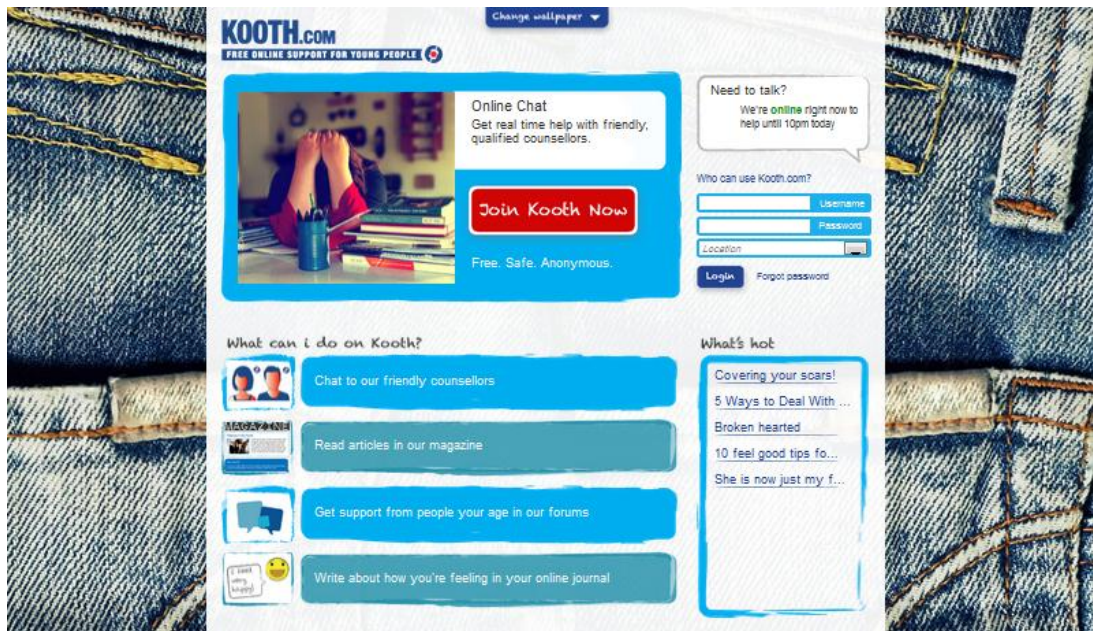 Change wallpaper
KOOTH.COM
FREE ONLINE SUPPORT FOR YOUNG PEOPLE
Online Chat
Get real time help with friendly,
qualified counsellors.
Join Kooth Now
Free. Safe. Anonymous.
Need to talk?
We're online right now to
help until 10pm today
Who can use Kooth.com?
Username
Password
Location
Login Forgot password
What can i do on Kooth?
Chat to our friendly counsellors
MAGAZINE
Read articles in our magazine
Get support from people your age in our forums
I feel
very
happy!
Write about how you're feeling in your online journal
What's hot
Covering your scars!
5 Ways to Deal With ...
Broken hearted
10 feel good tips fo...
She is now just my f...